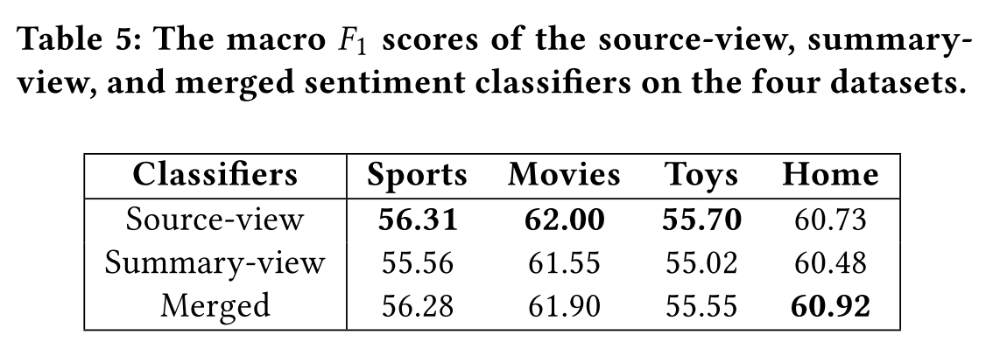 Table 5: The macro F1 scores of the source-view, summary-
view, and merged sentiment classifiers on the four datasets.
Classifiers Sports Movies Toys Home
Source-view 56.31 62.00 55.70 60.73
Summary-view 55.56 61.55 55.02 60.48
Merged 56.28 61.90 55.55 60.92